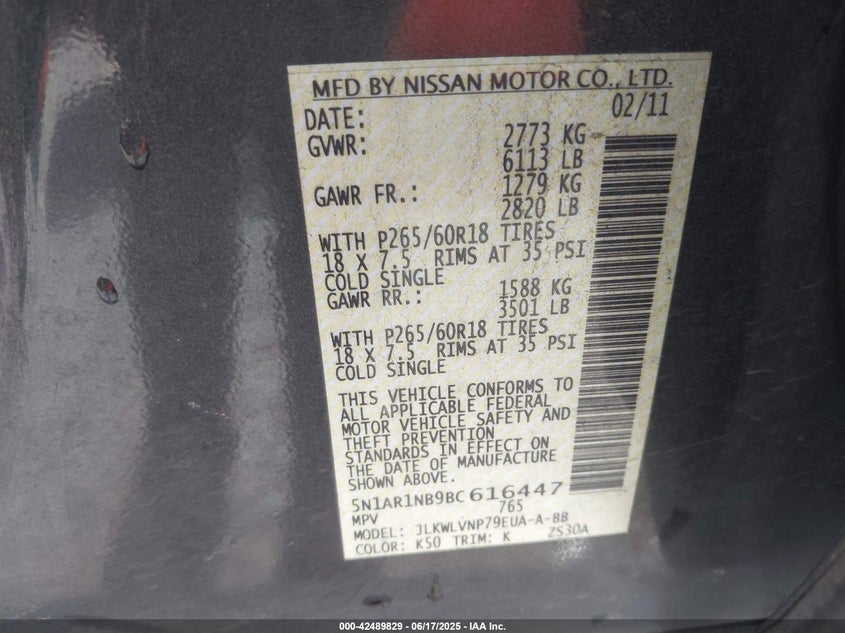 MFD BY NISSAN MOTOR CO., LTD.
DATE: 02/11
GVWR: 2773 KG
6113 LB
GAWR FR.: 1279 KG
2820 LB
WITH P265/60R18 TIRES
18 X 7.5 RIMS AT 35 PSI
COLD SINGLE
GAWR RR.: 1588 KG
3501 LB
WITH P265/60R18 TIRES
18 X 7.5 RIMS AT 35 PSI
COLD SINGLE
THIS VEHICLE CONFORMS TO
ALL APPLICABLE FEDERAL
MOTOR VEHICLE SAFETY AND
THEFT PREVENTION
STANDARDS IN EFFECT ON
THE DATE OF MANUFACTURE
SHOWN ABOVE.
5N1AR1NB9BC616447
MPV 765
MODEL: JLKWLVNP79EUA-A-BB
COLOR: K50 TRIM: K ZS30A
000-42489829 - 06/17/2025 - IAA Inc.